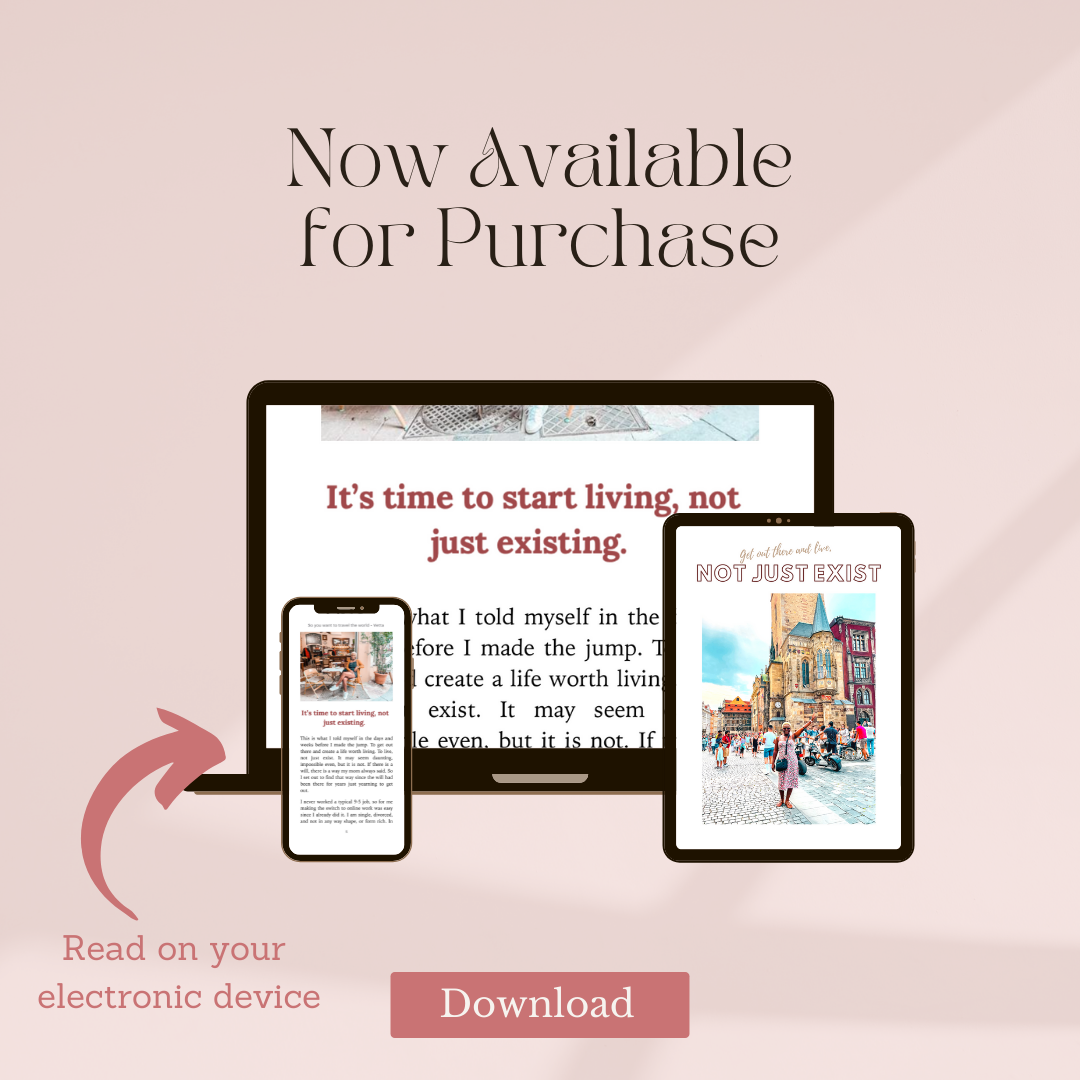 Now Available
for Purchase
It's time to start living, not
just existing.
what I told myself in the
before I made the jump. T
create a life worth living
exist. It may seem
le even, but it is not. If
Get out there and live,
NOT JUST EXIST
So you want to travel the world – Bella
It's time to start living, not
just existing.
This is what I told myself in the days and
weeks before I made the jump. To get out
there and create a life worth living. To live,
not just exist. It may seem daunting,
impossible even, but it is not. If there is a
will, there is a way my mom always said. So
I set out to find that way since the will had
been there for years just yearning to get
out.
I never worked a typical 9-5 job, so for me
making the switch to online work was easy
since I already did it. I am single, divorced,
and not in any way shape, or form rich. In
Read on your
electronic device
Download